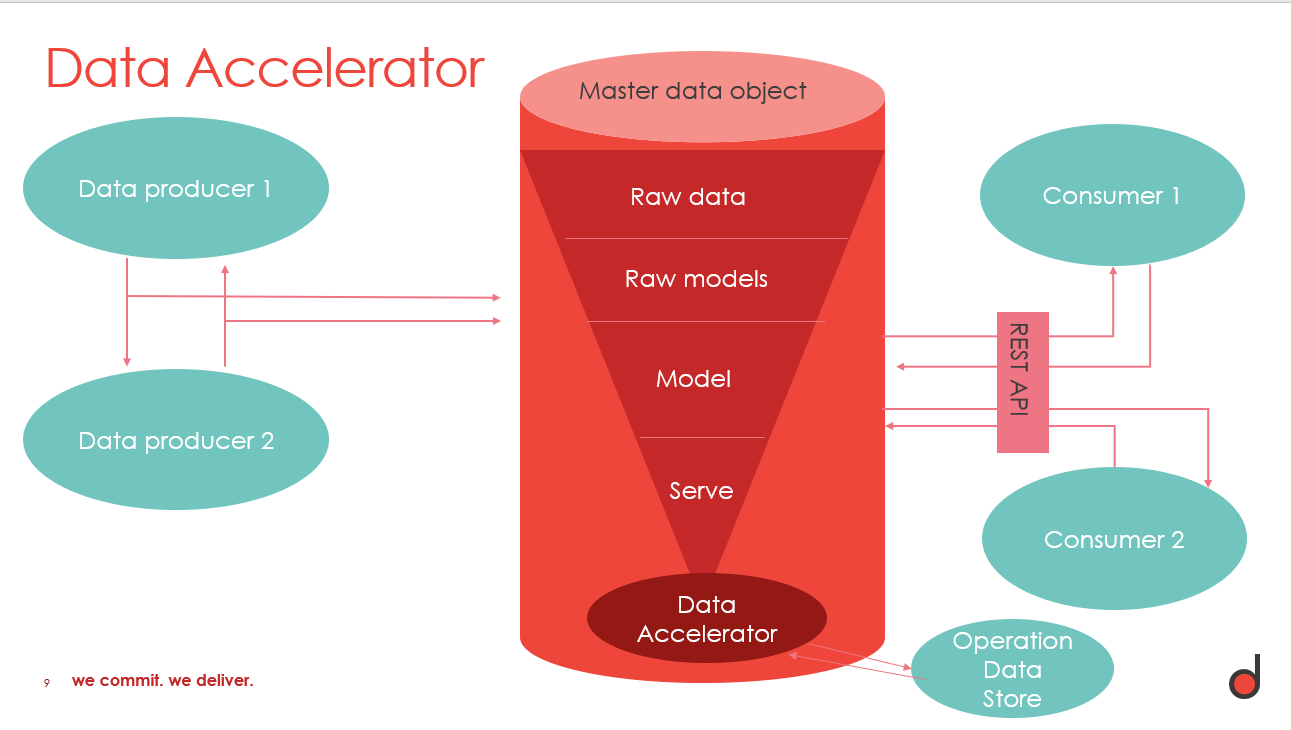 Data Accelerator
Master data object
Data producer 1
Consumer 1
Raw data
Raw models
REST API
Model
Data producer 2
Serve
Consumer 2
Data
Accelerator
Operation
Data
Store
9 we commit. we deliver.